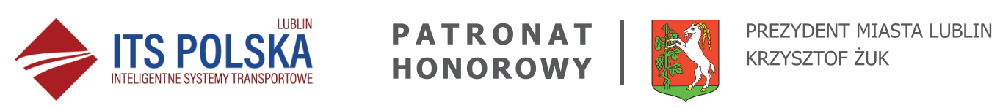 LUBLIN
ITS POLSKA
INTELIGENTNE SYSTEMY TRANSPORTOWE
PATRONAT
HONOROWY
PREZYDENT MIASTA LUBLIN
KRZYSZTOF ŻUK